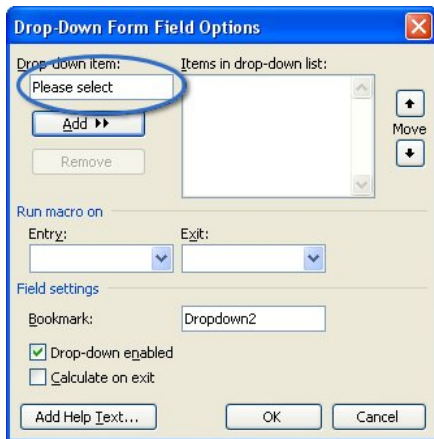 Drop-Down Form Field Options
Drop-down item:
Items in drop-down list:
Please select
Add
Move
Remove
Run macro on
Entry:
Exit:
Field settings
Bookmark:
Dropdown2
Drop-down enabled
Calculate on exit
Add Help Text...
OK
Cancel